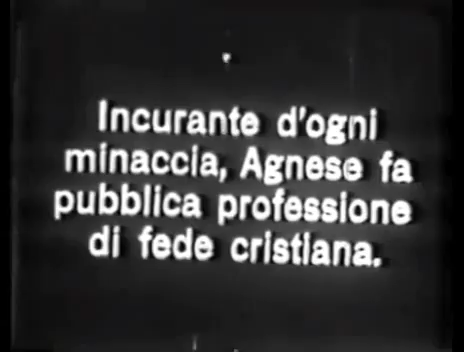 Incurante d'ogni
minaccia, Agnese fa
pubblica professione
di fede cristiana.